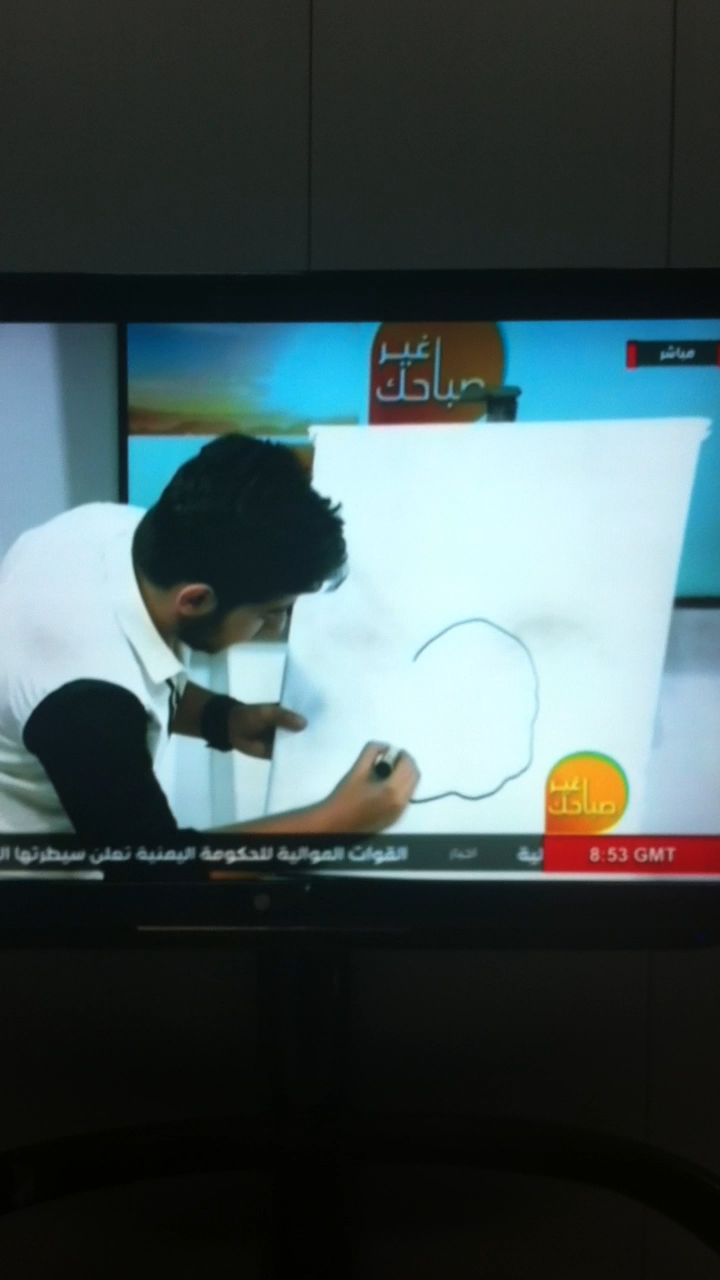 غير
صباحك
مباشر
غير
صباحك
القوات الموالية للحكومة اليمنية تعلن سيطرتها
8:53 GMT